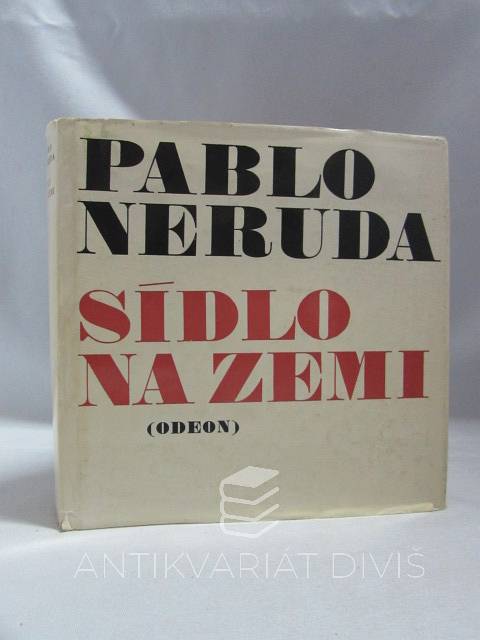 PABLO
NERUDA
SÍDLO
NA ZEMI
(ODEON)
ANTIKVARIÁT DIVIŠ